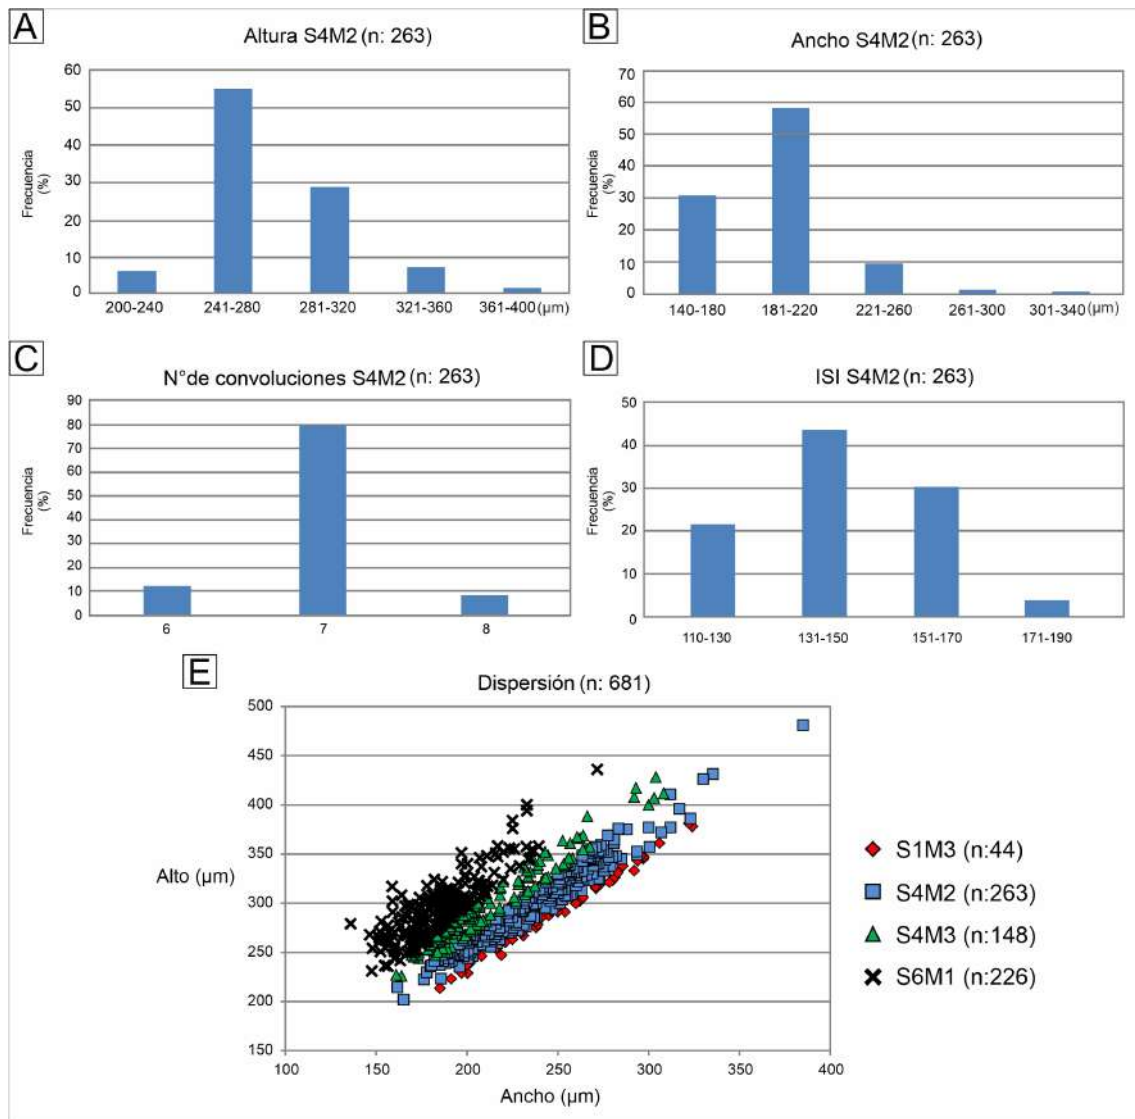 A
Altura S4M2 (n: 263)
Frecuencia
(%)
60
50
40
30
20
10
0
200-240 241-280 281-320 321-360 361-400 (µm)
B
Ancho S4M2 (n: 263)
Frecuencia
(%)
70
60
50
40
30
20
10
0
140-180 181-220 221-260 261-300 301-340 (µm)
C
N°de convoluciones S4M2 (n: 263)
Frecuencia
(%)
90
80
70
60
50
40
30
20
10
0
6 7 8
D
ISI S4M2 (n: 263)
Frecuencia
(%)
50
40
30
20
10
0
110-130 131-150 151-170 171-190
E
Dispersión (n: 681)
Alto (µm)
500
450
400
350
300
250
200
150
100 150 200 250 300 350 400
Ancho (µm)
S1M3 (n:44)
S4M2 (n:263)
S4M3 (n:148)
S6M1 (n:226)